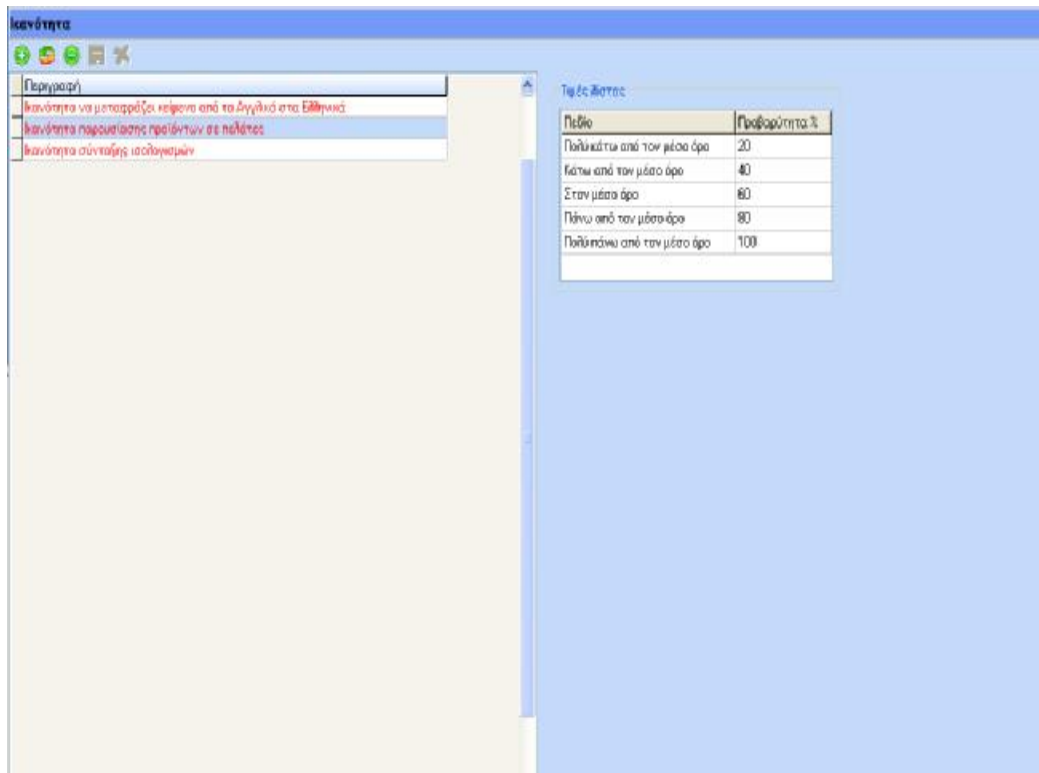 Ικανότητα
Περιγραφή
Ικανότητα να μεταφράζει κείμενα από τα Αγγλικά στα Ελληνικά
Ικανότητα παρουσίασης προϊόντων σε πελάτες
Ικανότητα σύνταξης ισολογισμών
Τιμές λίστας
Πεδίο Προβαρύτητα %
Πολύ κάτω από τον μέσο όρο 20
Κάτω από τον μέσο όρο 40
Στον μέσο όρο 60
Πάνω από τον μέσο όρο 80
Πολύ πάνω από τον μέσο όρο 100